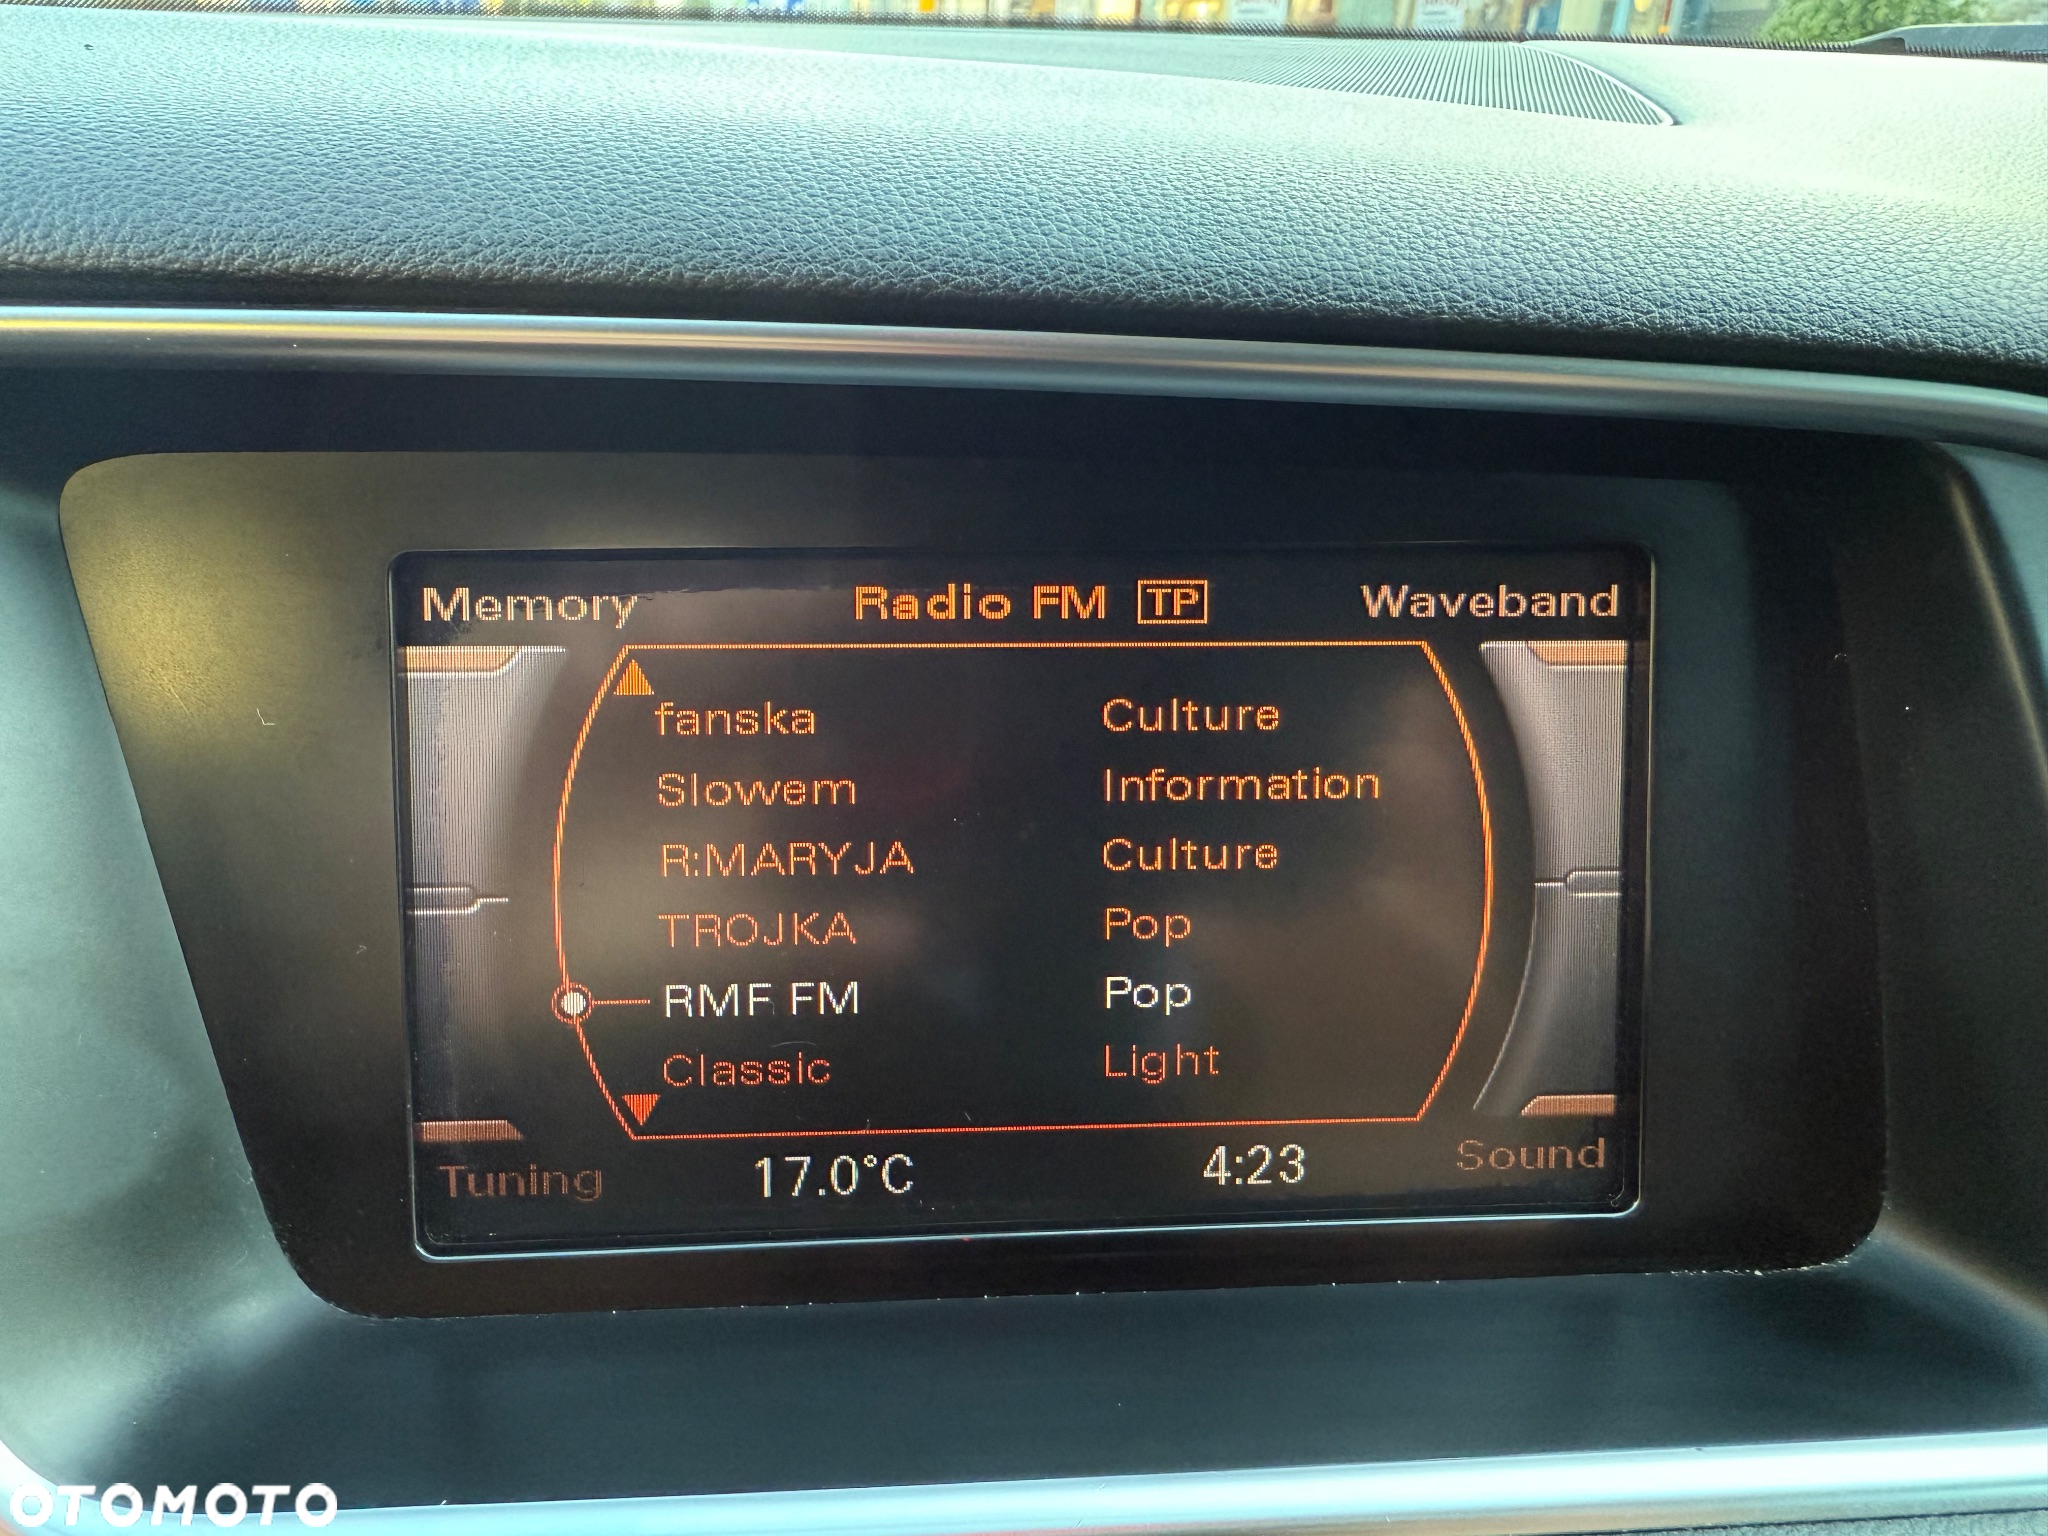 Memory Radio FM TP Waveband
fanska Culture
Slowem Information
R:MARYJA Culture
TROJKA Pop
RMF FM Pop
Classic Light
Tuning 17.0°C 4:23 Sound
OTOMOTO